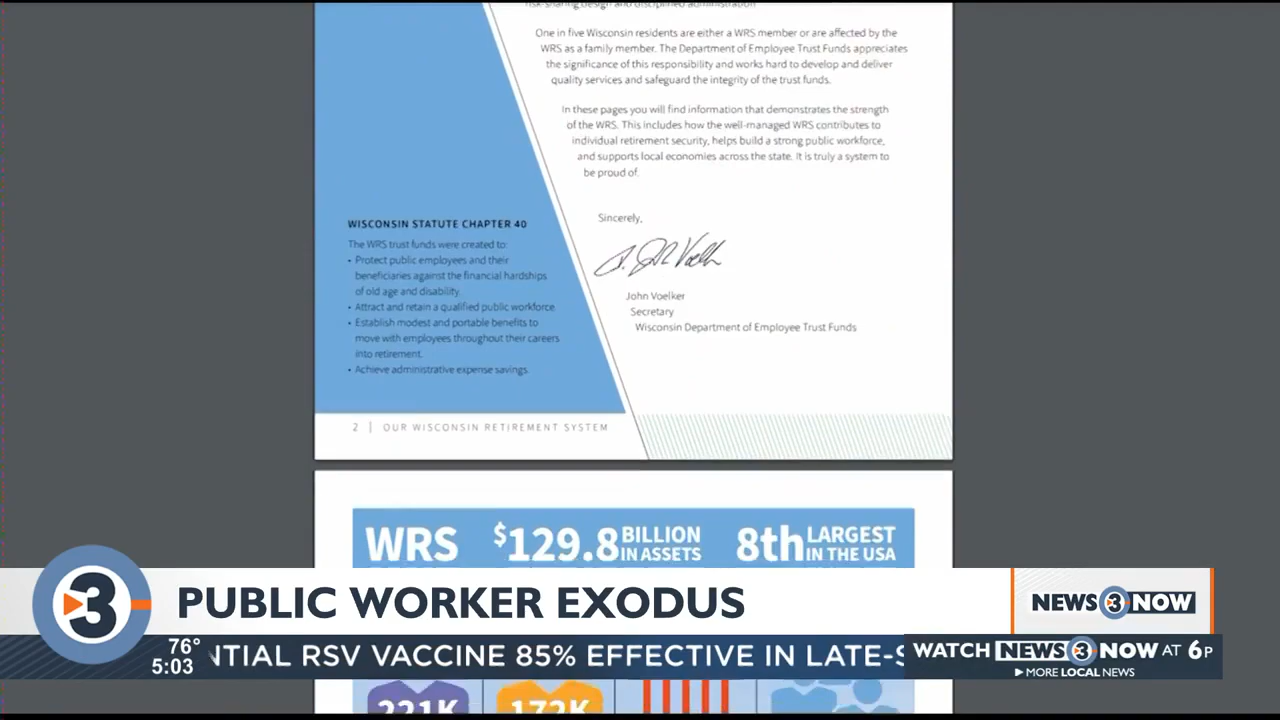 risk-sharing design and disciplined administration
One in five Wisconsin residents are either a WRS member or are affected by the
WRS as a family member. The Department of Employee Trust Funds appreciates
the significance of this responsibility and works hard to develop and deliver
quality services and safeguard the integrity of the trust funds.
In these pages you will find information that demonstrates the strength
of the WRS. This includes how the well-managed WRS contributes to
individual retirement security, helps build a strong public workforce,
and supports local economies across the state. It is truly a system to
be proud of.
Sincerely,
John Voelker
Secretary
Wisconsin Department of Employee Trust Funds
WISCONSIN STATUTE CHAPTER 40
The WRS trust funds were created to:
• Protect public employees and their
beneficiaries against the financial hardships
of old age and disability
• Attract and retain a qualified public workforce
• Establish modest and portable benefits to
move with employees throughout their careers
into retirement.
• Achieve administrative expense savings.
2 | OUR WISCONSIN RETIREMENT SYSTEM
WRS $129.8 BILLION IN ASSETS 8th LARGEST IN THE USA
3 PUBLIC WORKER EXODUS
NEWS 3 NOW
76°
5:03
NTIAL RSV VACCINE 85% EFFECTIVE IN LATE-S
WATCH NEWS 3 NOW AT 6P
MORE LOCAL NEWS
221K 172K